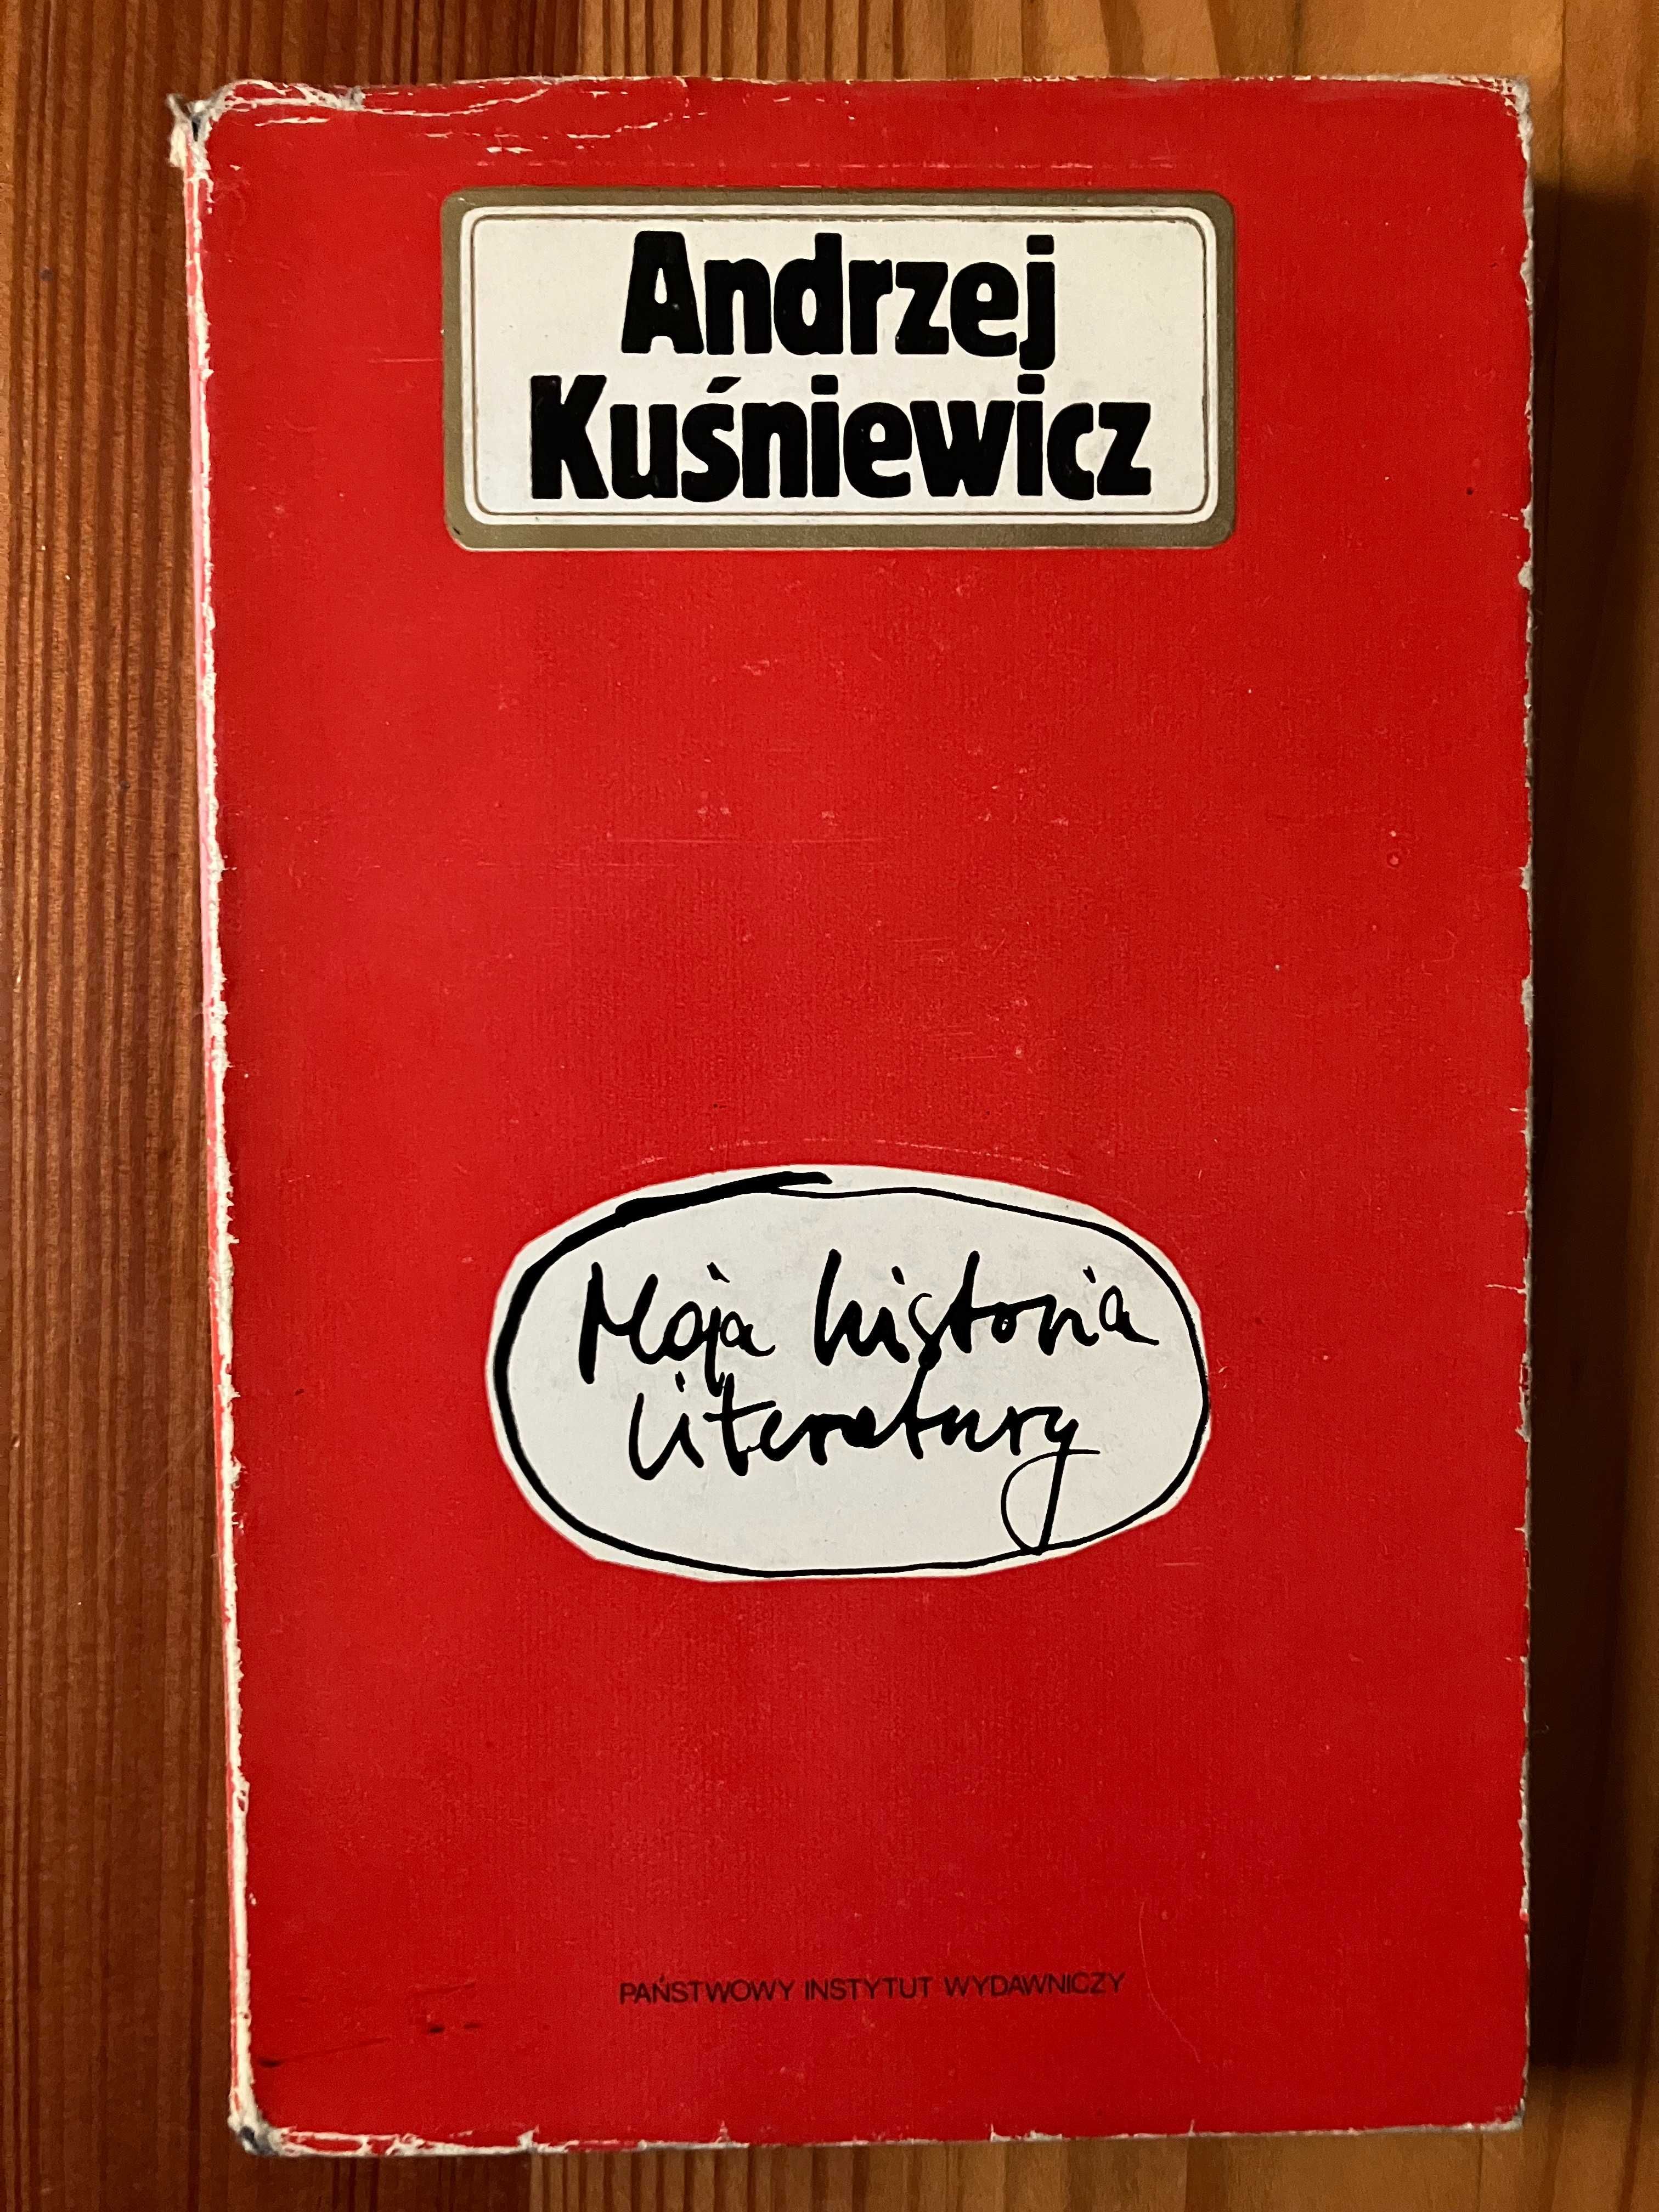 Andrzej
Kuśniewicz
Moja historia
literatury
PAŃSTWOWY INSTYTUT WYDAWNICZY